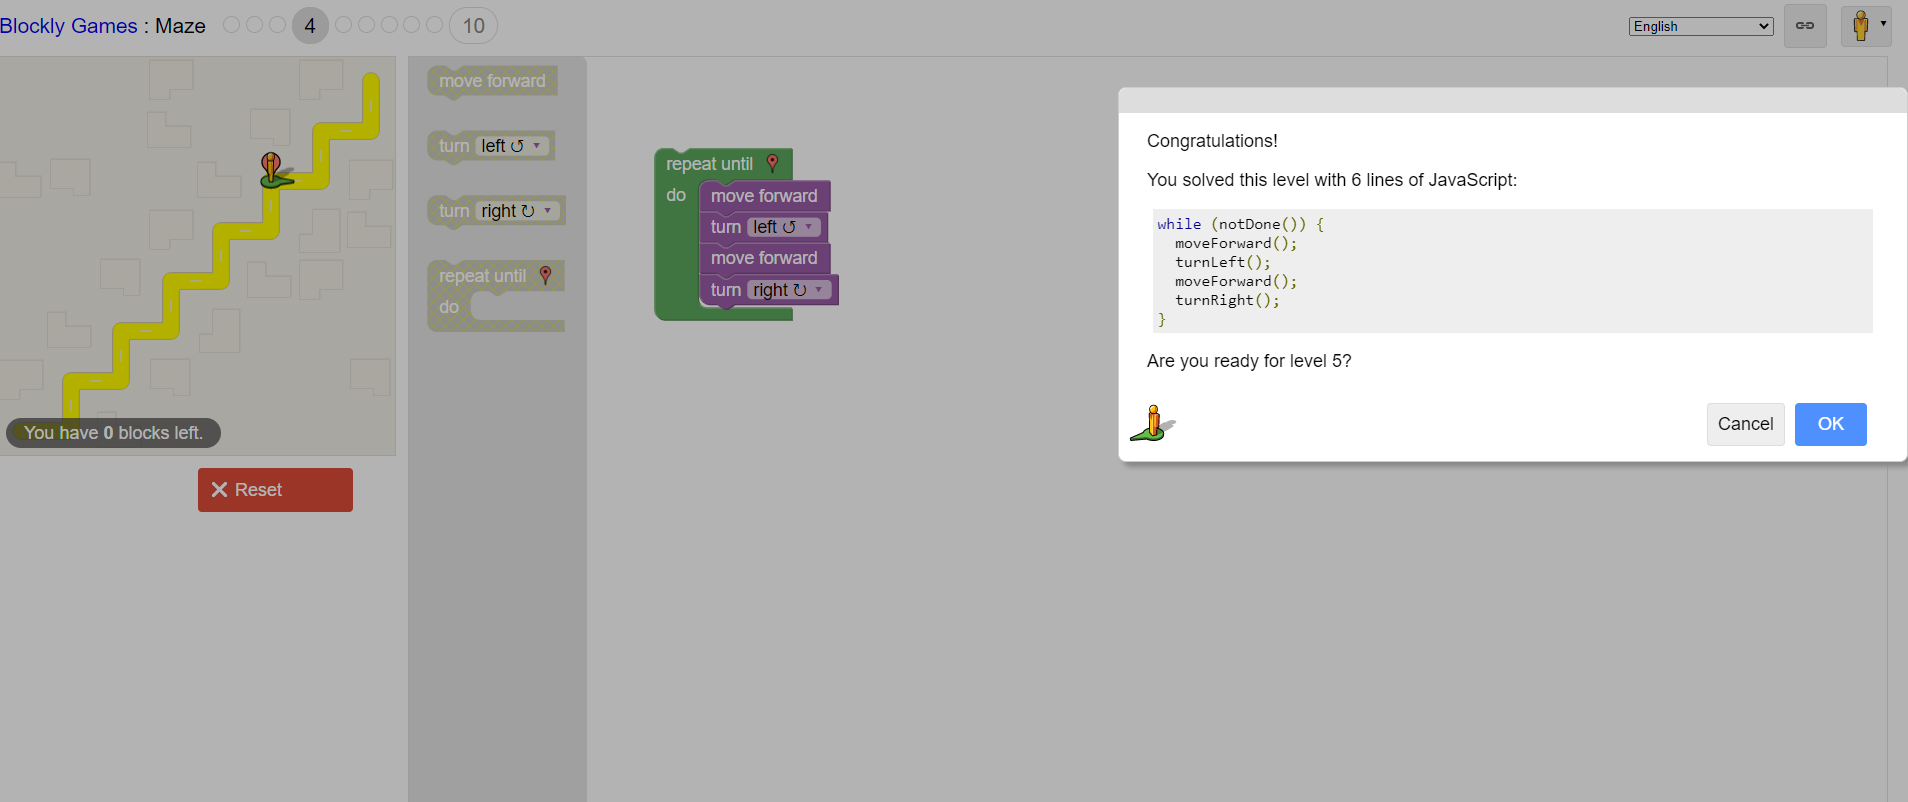 Blockly Games : Maze 4 10 English
move forward
turn left
turn right
repeat until
do
You have 0 blocks left.
Reset
repeat until
do move forward
turn left
move forward
turn right
Congratulations!
You solved this level with 6 lines of JavaScript:
while (notDone()) {
  moveForward();
  turnLeft();
  moveForward();
  turnRight();
}
Are you ready for level 5?
Cancel OK